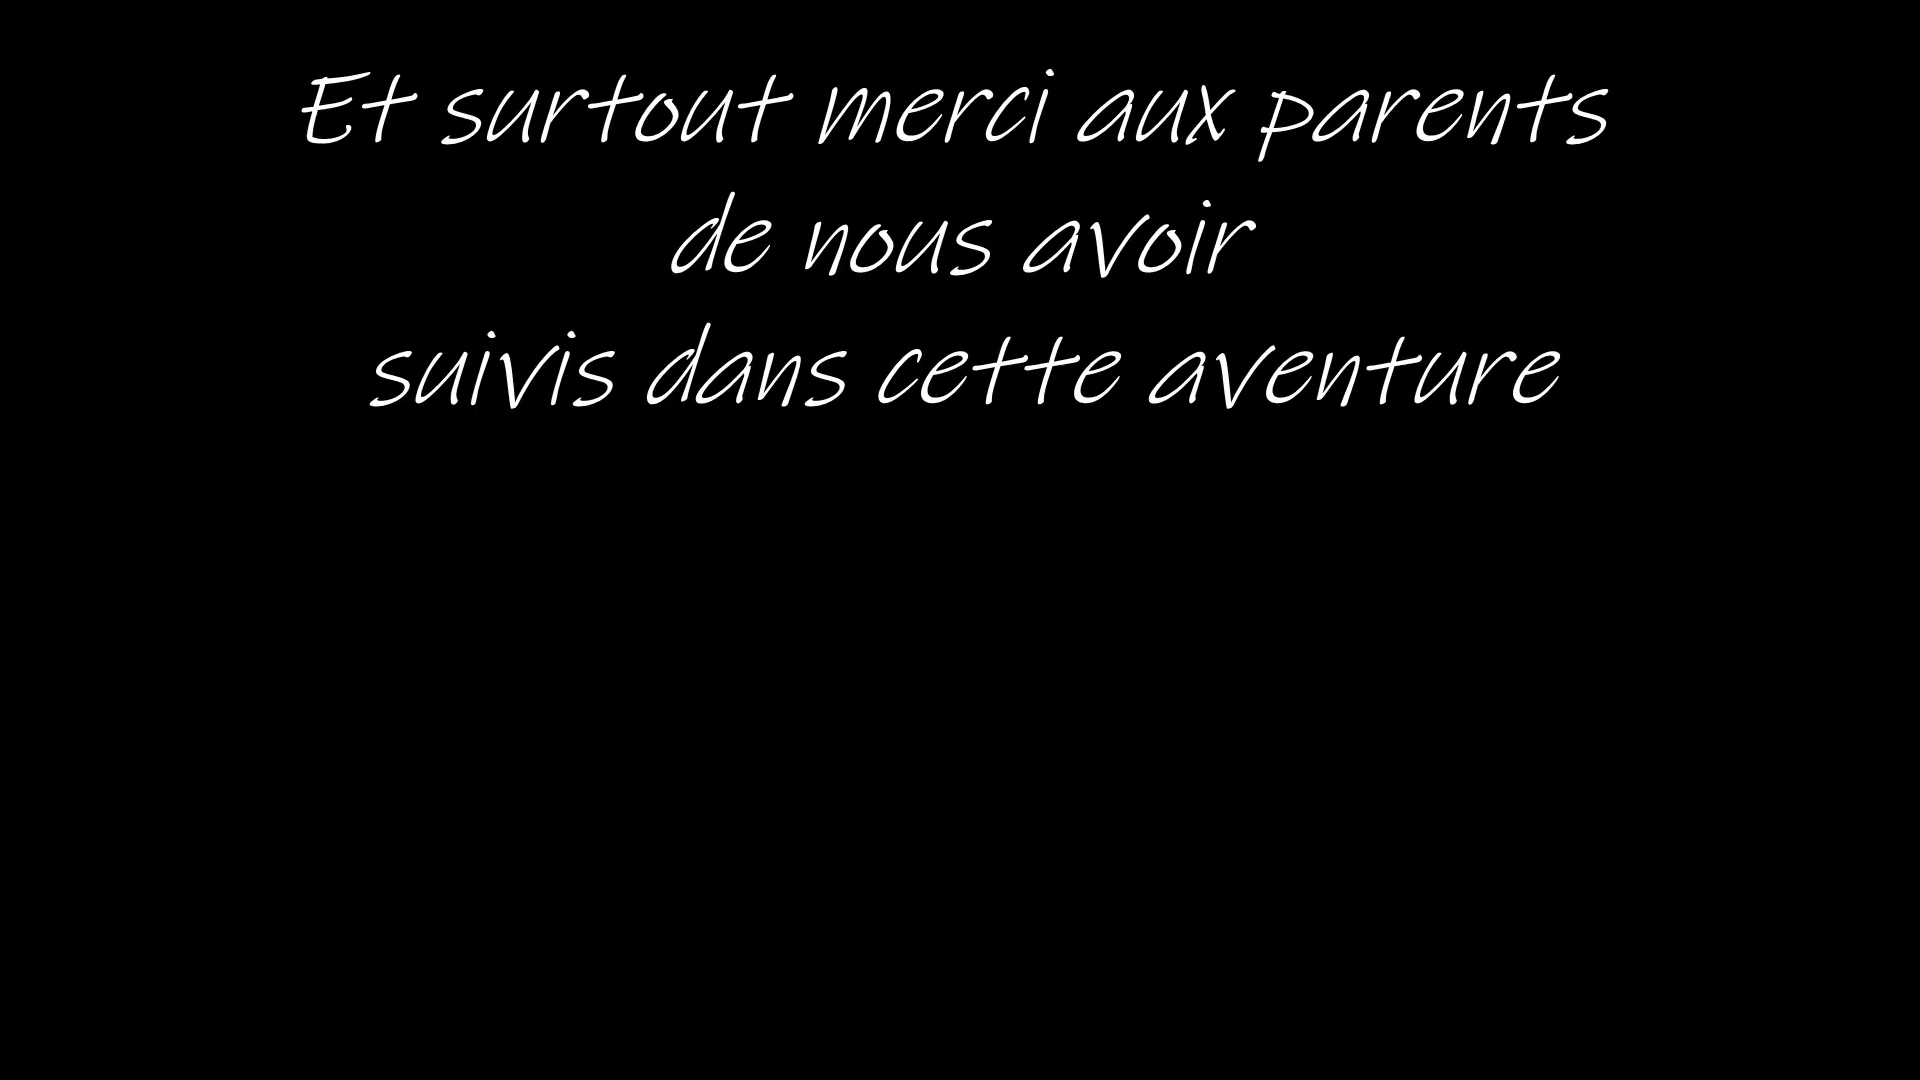 Et surtout merci aux parents
de nous avoir
suivis dans cette aventure